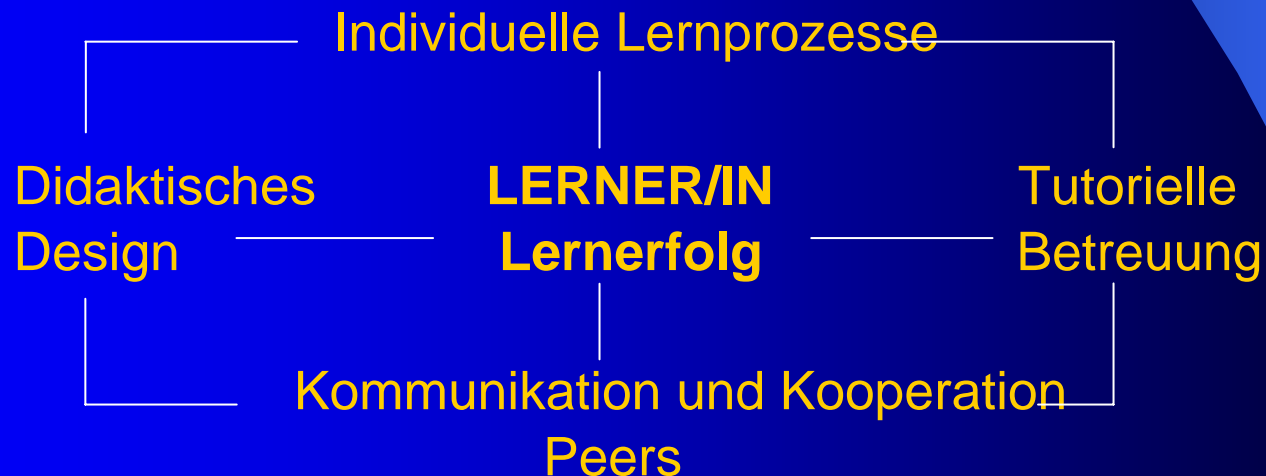 Individuelle Lernprozesse
Didaktisches
Design
LERNER/IN
Lernerfolg
Tutorielle
Betreuung
Kommunikation und Kooperation
Peers